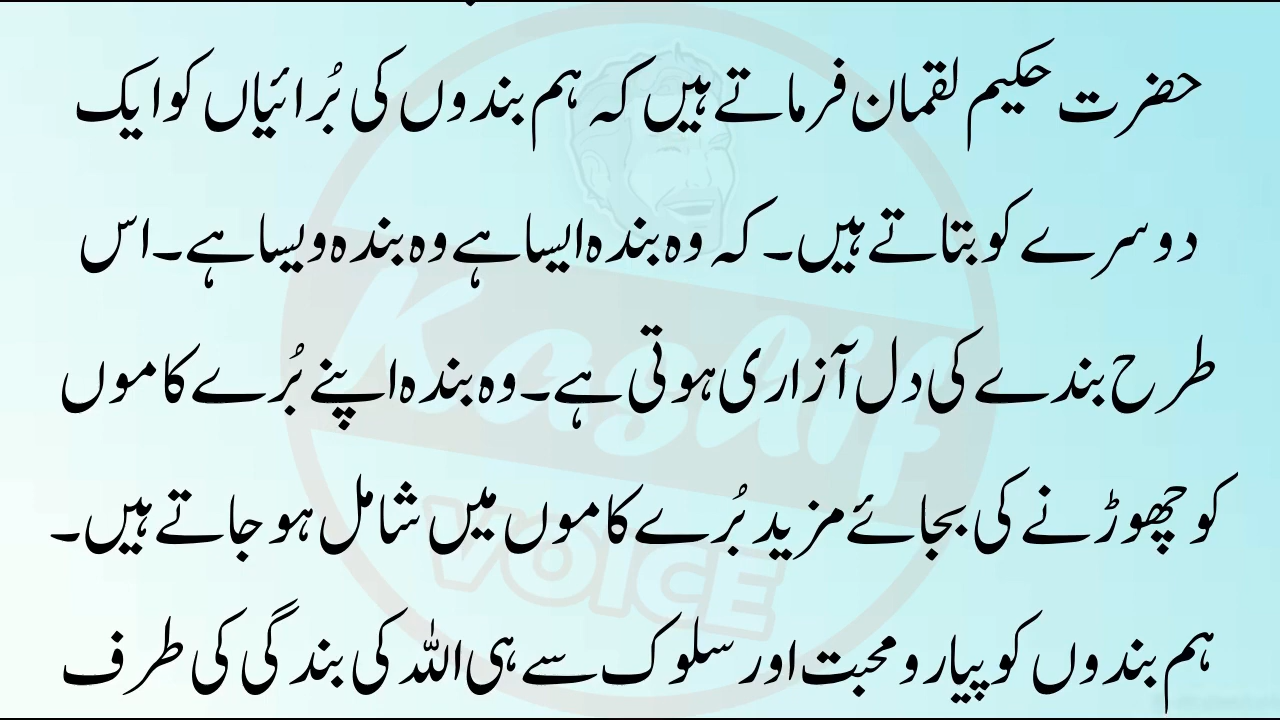 حضرت حکیم لقمان فرماتے ہیں کہ ہم بندوں کی بُرائیاں کو ایک
دوسرے کو بتاتے ہیں۔ کہ وہ بندہ ایسا ہے وہ بندہ ویسا ہے۔ اس
طرح بندے کی دل آزاری ہوتی ہے۔ وہ بندہ اپنے بُرے کاموں
کو چھوڑنے کی بجائے مزید بُرے کاموں میں شامل ہو جاتے ہیں۔
ہم بندوں کو پیار و محبت اور سلوک سے ہی اللہ کی بندگی کی طرف
Kashif
VOICE